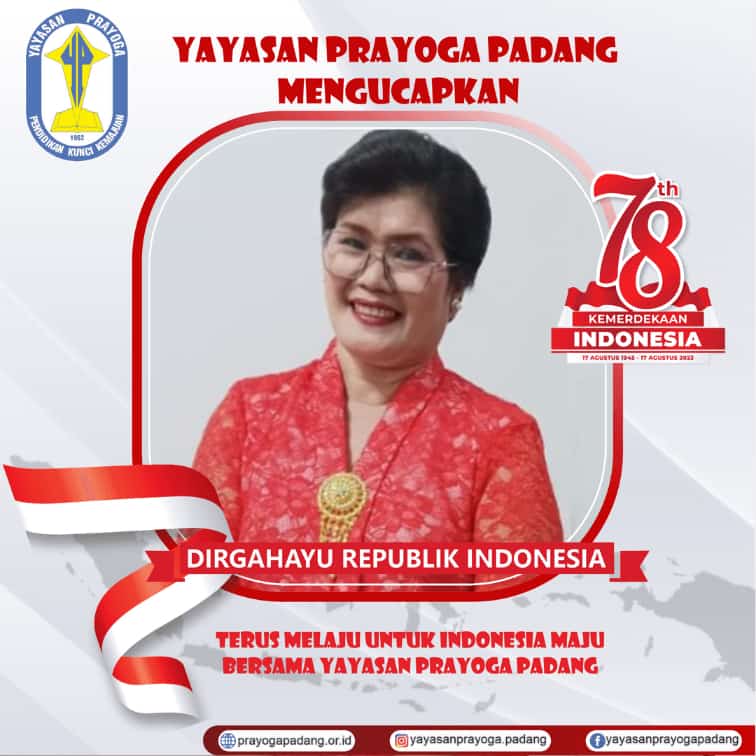 YAYASAN PRAYOGA
1962
PENDIDIKAN KUNCI KEMAJUAN
YAYASAN PRAYOGA PADANG
MENGUCAPKAN
78th
KEMERDEKAAN
INDONESIA
17 AGUSTUS 1945 - 17 AGUSTUS 2023
DIRGAHAYU REPUBLIK INDONESIA
TERUS MELAJU UNTUK INDONESIA MAJU
BERSAMA YAYASAN PRAYOGA PADANG
prayogapadang.or.id
yayasanprayoga.padang
yayasanprayogapadang